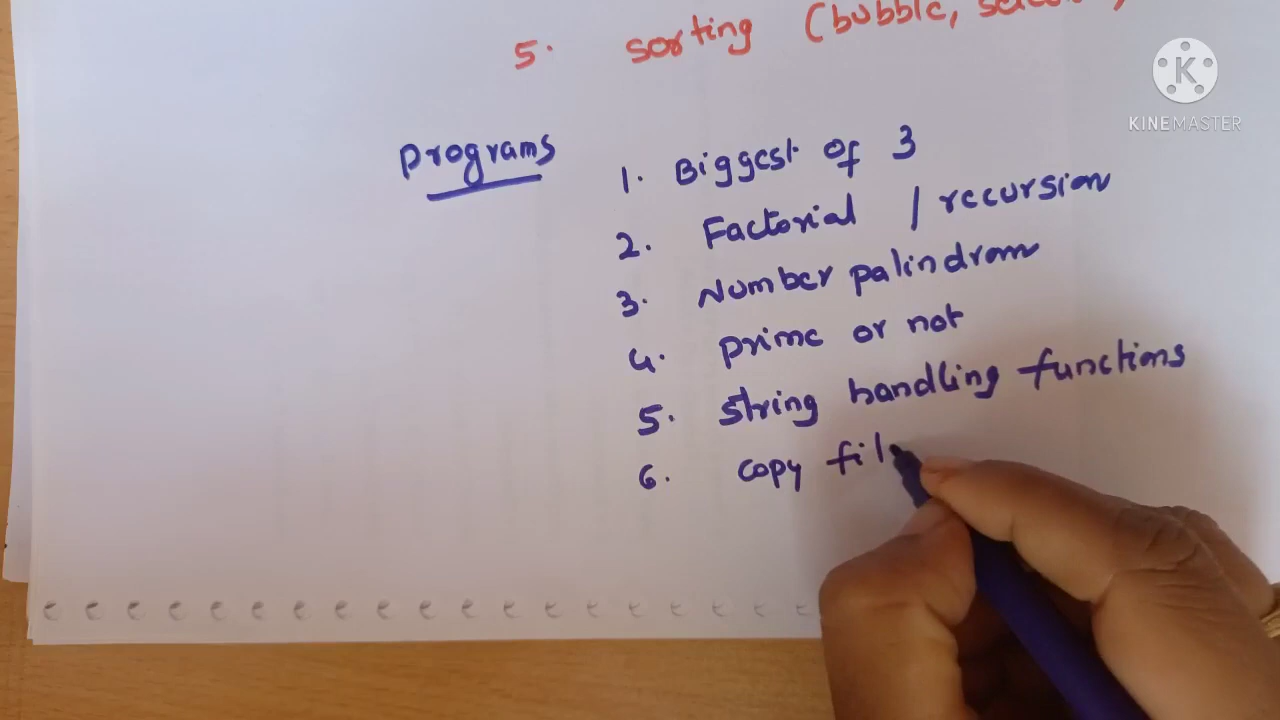 5. sorting (bubble,
KINEMASTER
Programs
1. Biggest of 3
2. Factorial / recursion
3. Number palindrom
4. prime or not
5. string handling functions
6. copy fil